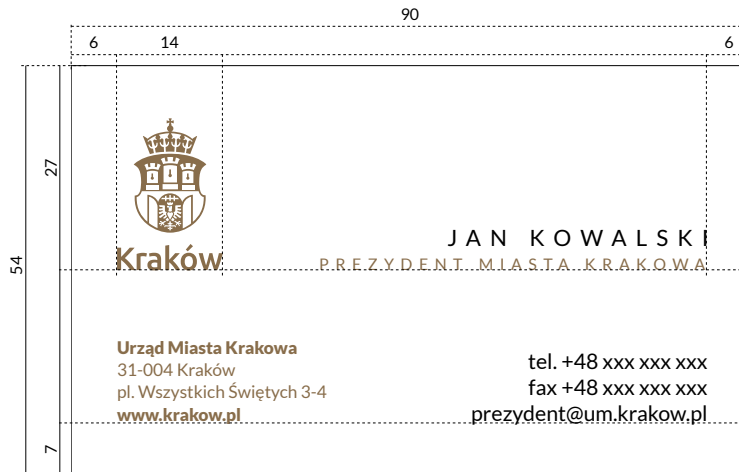 90
6 14 6
27
54
Kraków
JAN KOWALSKI
PREZYDENT MIASTA KRAKOWA
Urząd Miasta Krakowa
31-004 Kraków
pl. Wszystkich Świętych 3-4
www.krakow.pl
tel. +48 xxx xxx xxx
fax +48 xxx xxx xxx
prezydent@um.krakow.pl
7